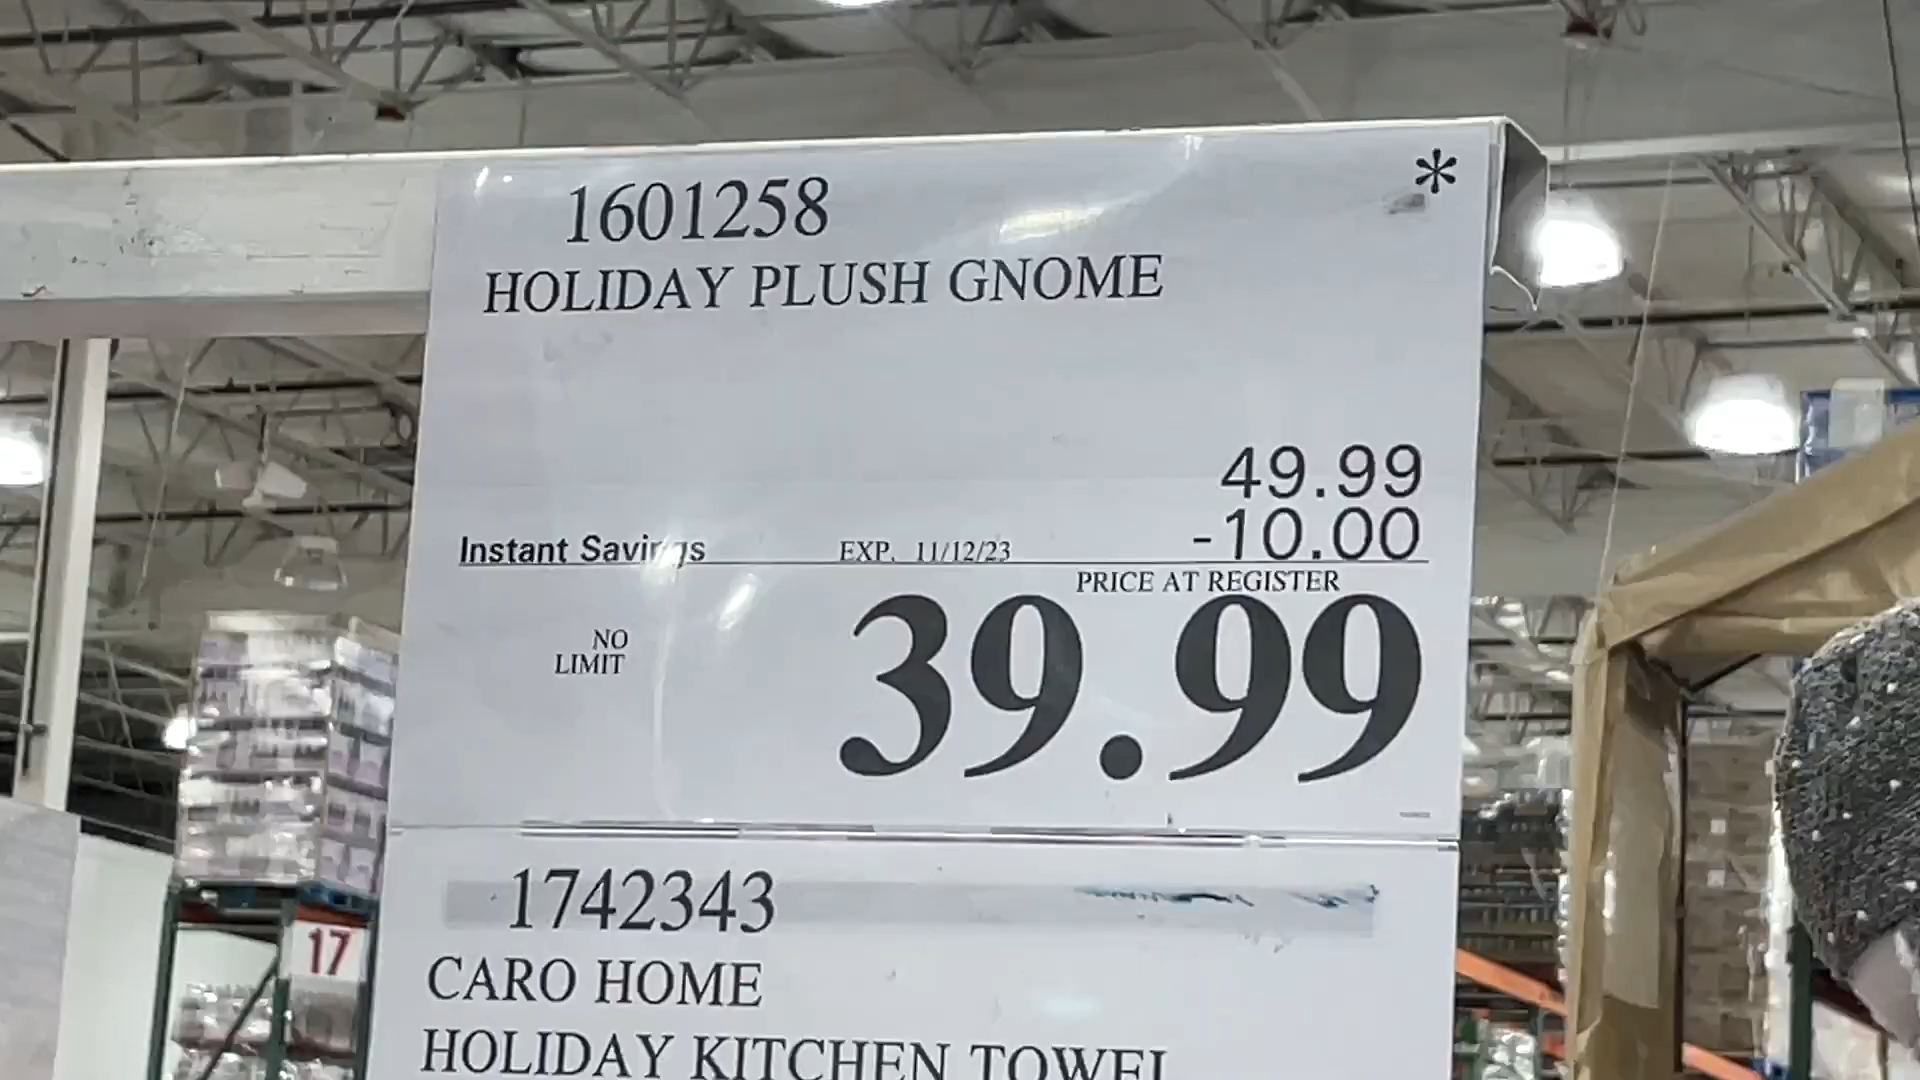 1601258 *
HOLIDAY PLUSH GNOME
49.99
Instant Savings EXP. 11/12/23 -10.00
PRICE AT REGISTER
NO
LIMIT
39.99
1742343
CARO HOME
HOLIDAY KITCHEN TOWEL
17